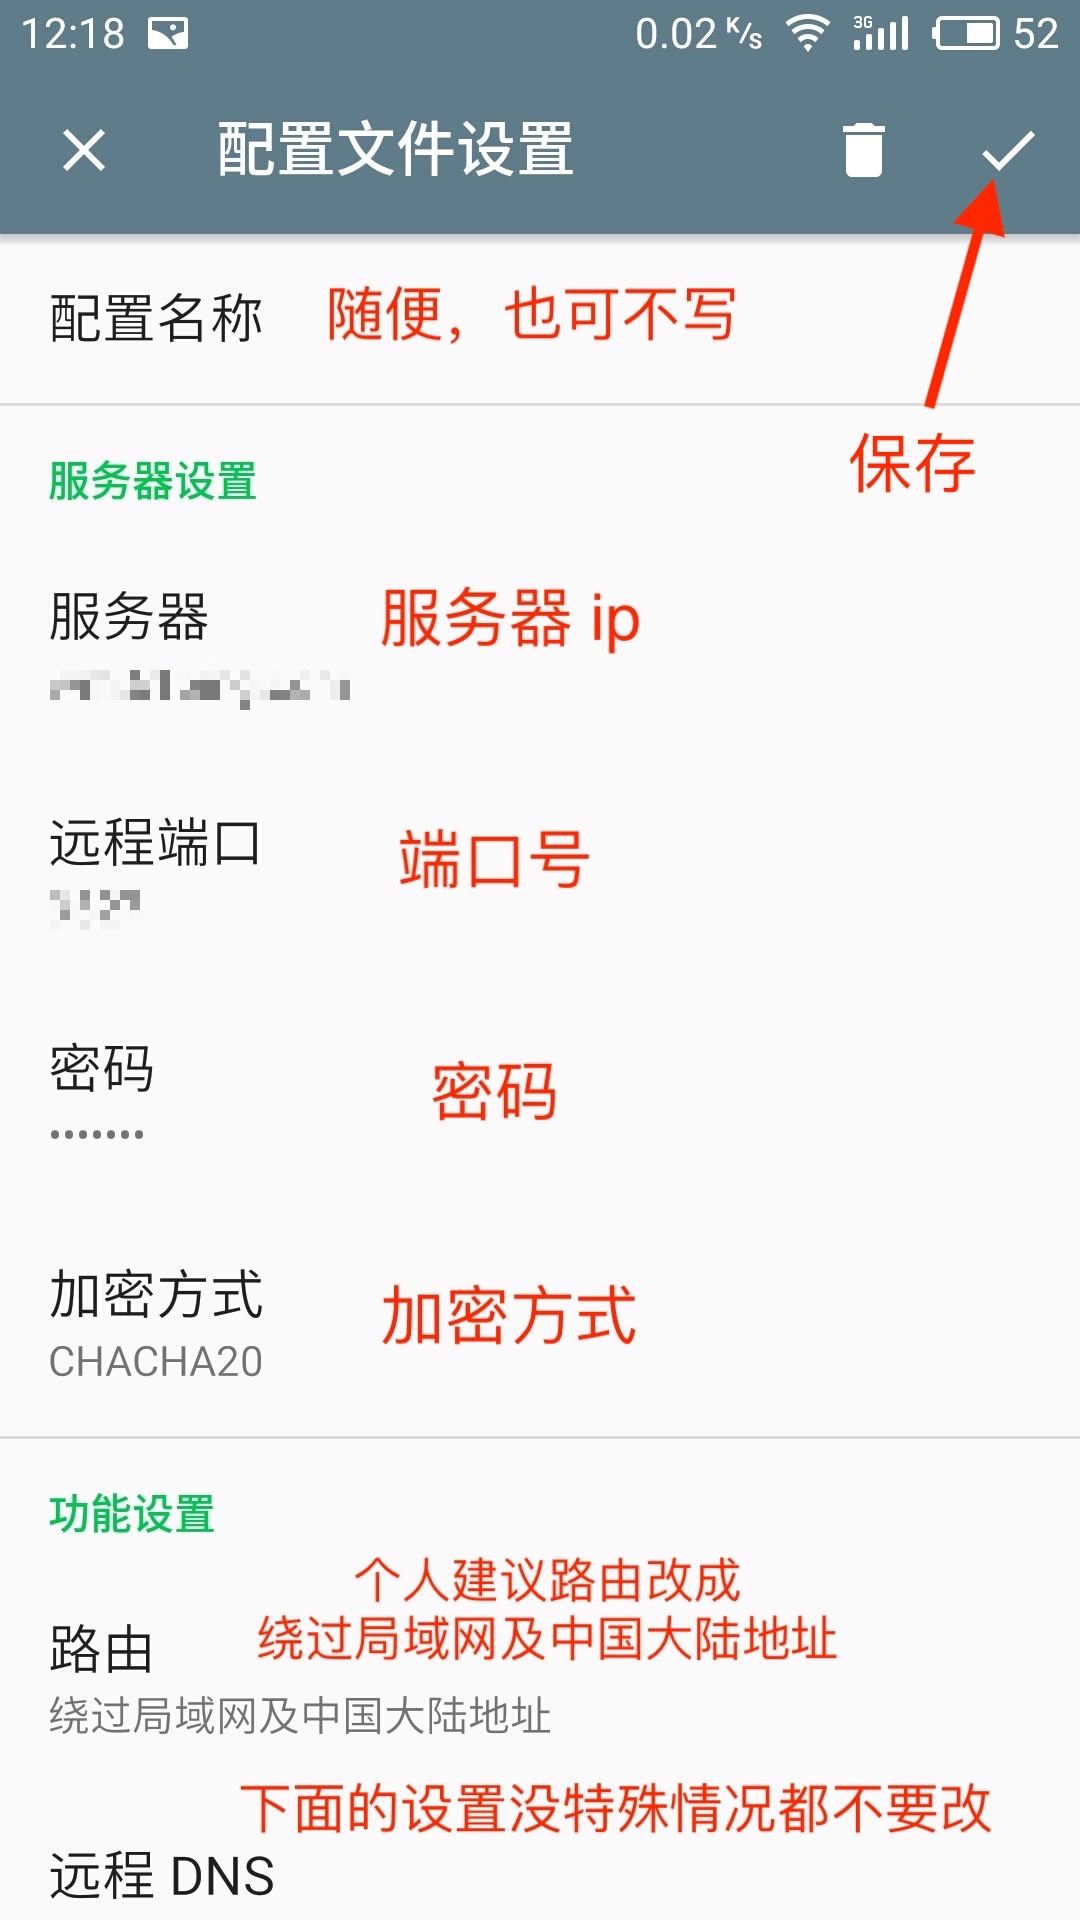 12:18 0.02 K/s 3G 52
配置文件设置
配置名称 随便，也可不写
保存
服务器设置
服务器 服务器 ip
远程端口 端口号
密码 密码
•••••••
加密方式 加密方式
CHACHA20
功能设置
个人建议路由改成
绕过局域网及中国大陆地址
路由
绕过局域网及中国大陆地址
下面的设置没特殊情况都不要改
远程 DNS